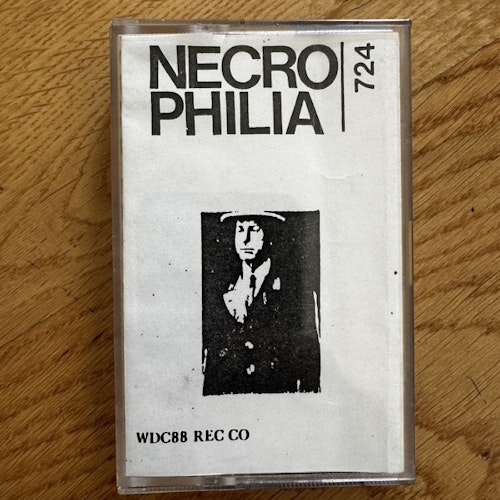 NECRO
PHILIA
724
WDC88 REC CO